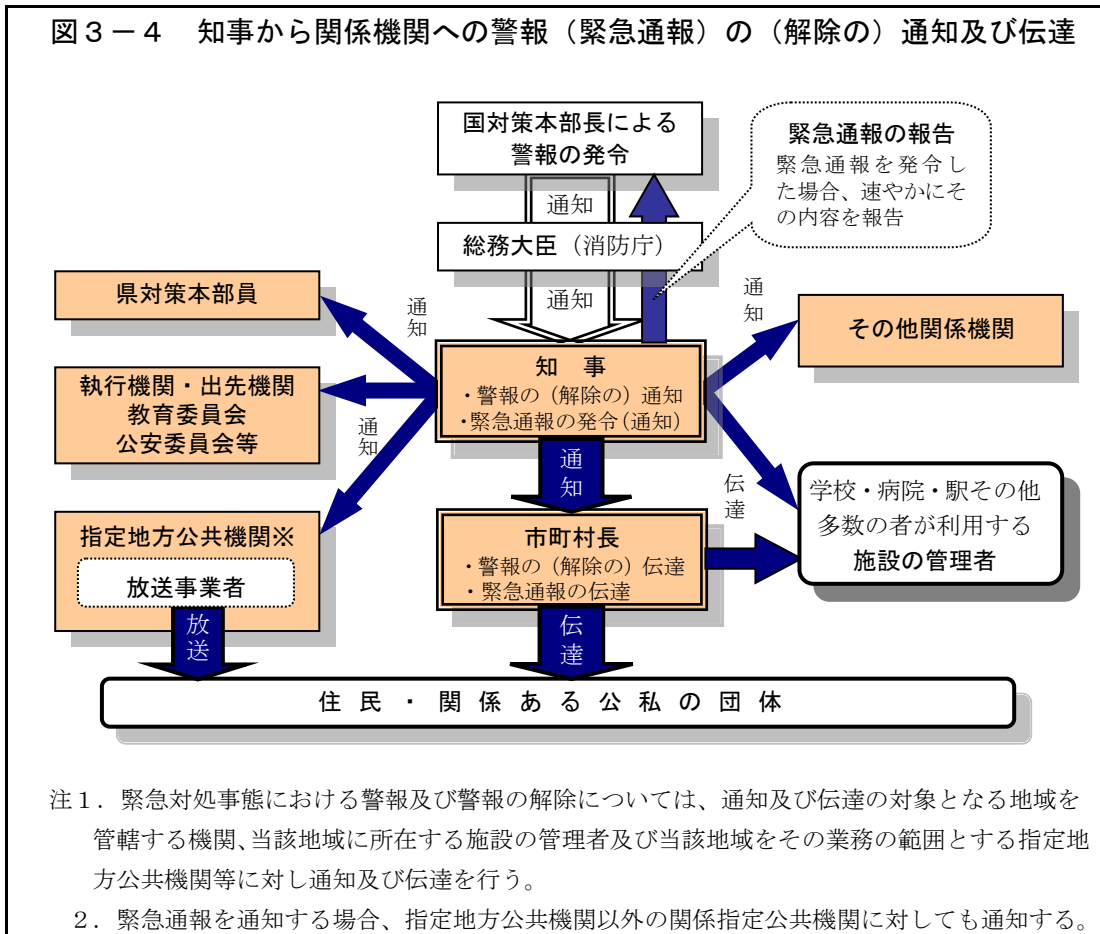 図3－4　知事から関係機関への警報（緊急通報）の（解除の）通知及び伝達
国対策本部長による
警報の発令
緊急通報の報告
緊急通報を発令し
た場合、速やかにそ
の内容を報告
通知
総務大臣（消防庁）
通知
県対策本部員
通知
通知
その他関係機関
知　事
・警報の（解除の）通知
・緊急通報の発令(通知)
執行機関・出先機関
教育委員会
公安委員会等
通知
通知
伝達
学校・病院・駅その他
多数の者が利用する
施設の管理者
指定地方公共機関※
放送事業者
市町村長
・警報の（解除の）伝達
・緊急通報の伝達
放送
伝達
住民・関係ある公私の団体
注1．緊急対処事態における警報及び警報の解除については、通知及び伝達の対象となる地域を
管轄する機関、当該地域に所在する施設の管理者及び当該地域をその業務の範囲とする指定地
方公共機関等に対し通知及び伝達を行う。
2．緊急通報を通知する場合、指定地方公共機関以外の関係指定公共機関に対しても通知する。